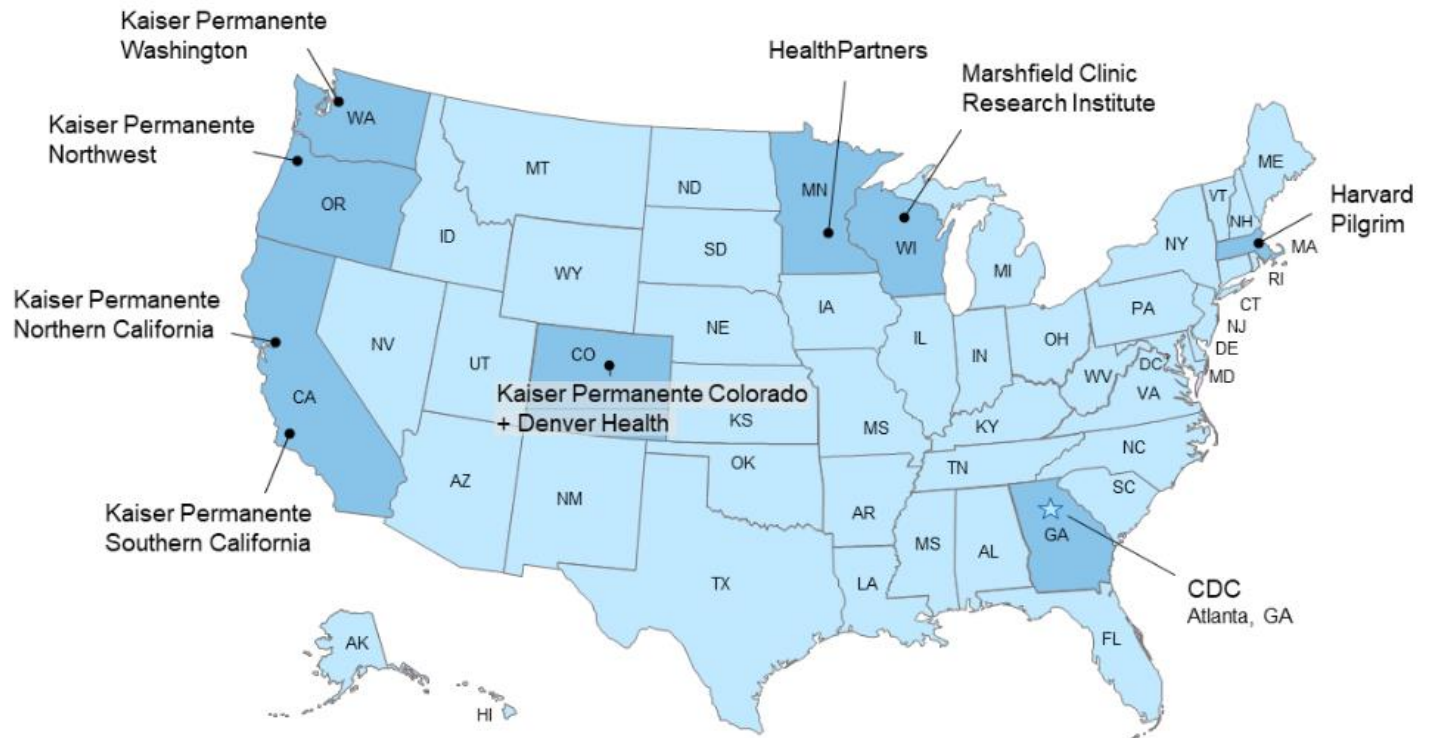 Kaiser Permanente
Washington
HealthPartners
Marshfield Clinic
Research Institute
Kaiser Permanente
Northwest
Harvard
Pilgrim
Kaiser Permanente
Northern California
Kaiser Permanente Colorado
+ Denver Health
Kaiser Permanente
Southern California
CDC
Atlanta, GA
WA
OR
CA
ID
NV
MT
WY
UT
CO
AZ
NM
ND
SD
NE
KS
OK
TX
MN
IA
MS
AR
LA
WI
IL
MI
IN
OH
KY
TN
MS
AL
GA
FL
SC
NC
VA
WV
DC
MD
DE
NJ
PA
NY
CT
RI
MA
VT
NH
ME
AK
HI